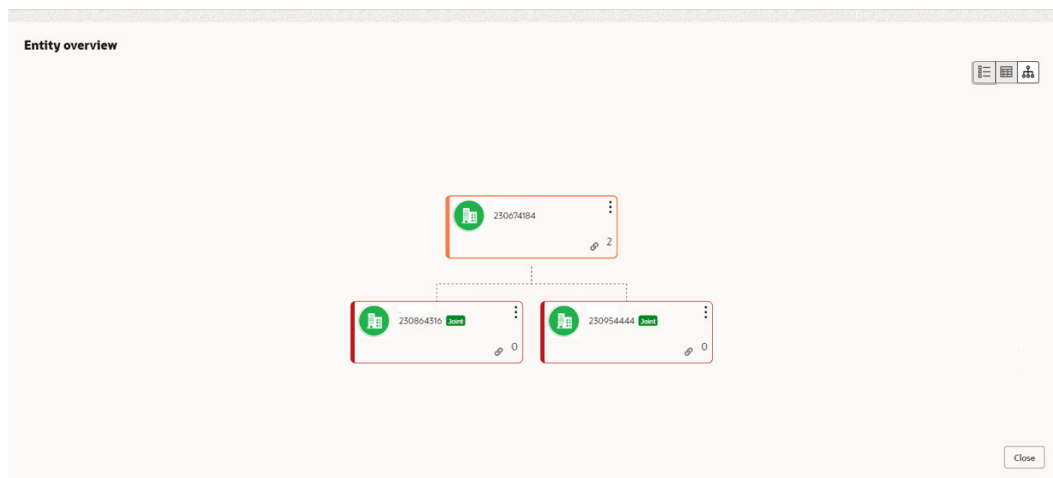 Entity overview
230674184
2
230864316 Joint
0
230954444 Joint
0
Close